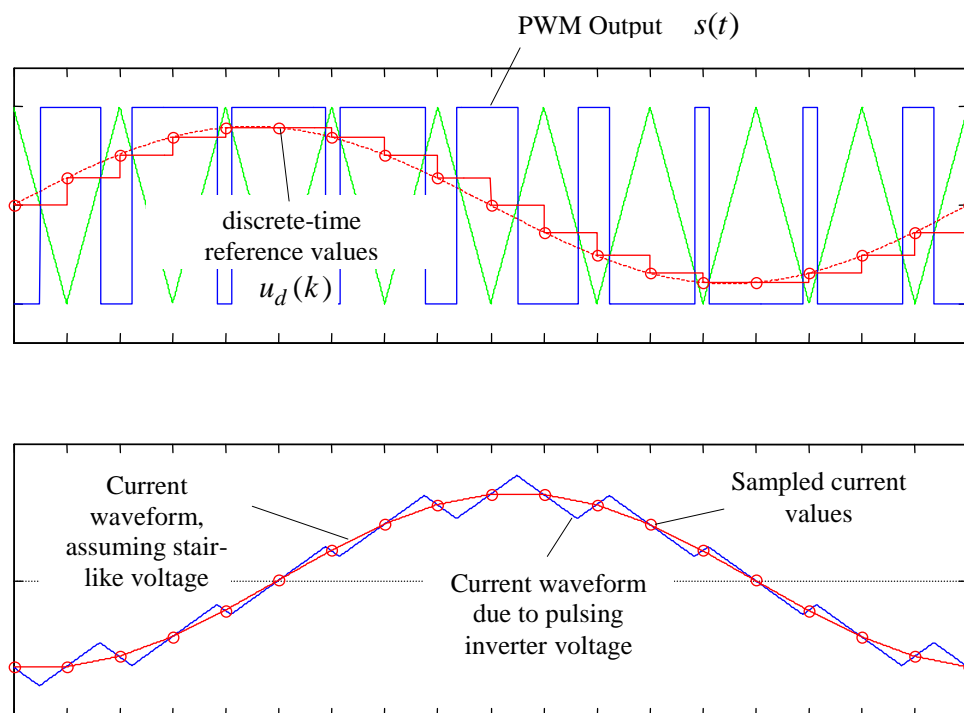 PWM Output s(t)
discrete-time
reference values
u_d(k)
Current
waveform,
assuming stair-
like voltage
Sampled current
values
Current waveform
due to pulsing
inverter voltage